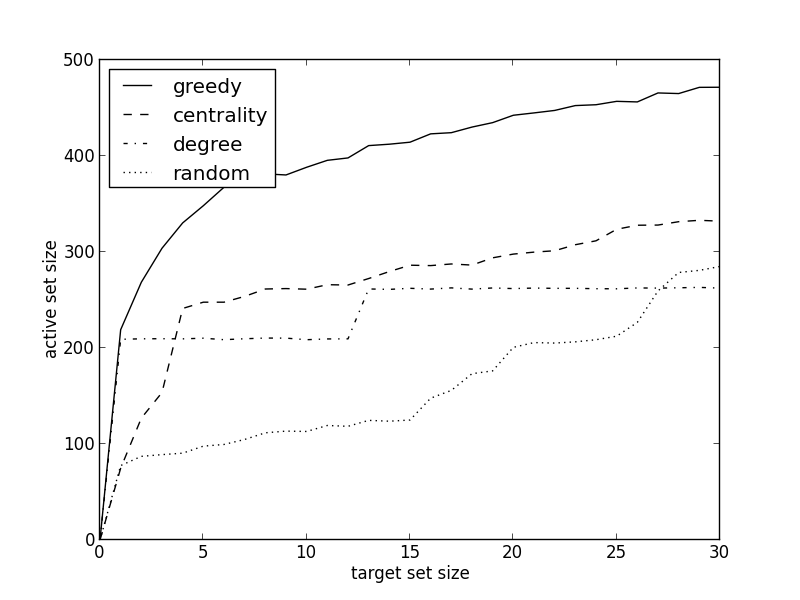 500
400
300
200
100
0
active set size
greedy
centrality
degree
random
0 5 10 15 20 25 30
target set size